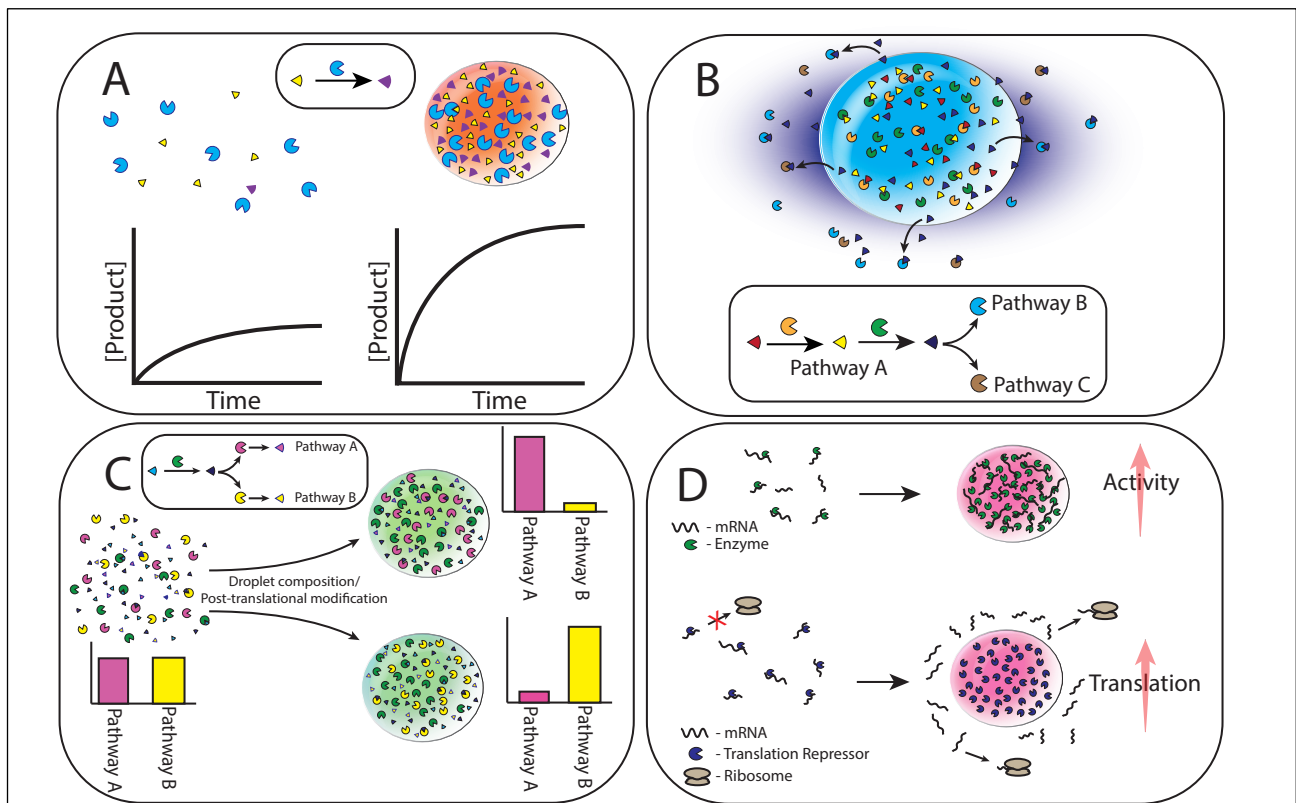 A
[Product]
Time
[Product]
Time
B
Pathway B
Pathway A
Pathway C
C
Pathway A
Pathway B
Droplet composition/
Post-translational modification
Pathway A
Pathway B
Pathway A
Pathway B
Pathway A
Pathway B
D
- mRNA
- Enzyme
Activity
- mRNA
- Translation Repressor
- Ribosome
Translation